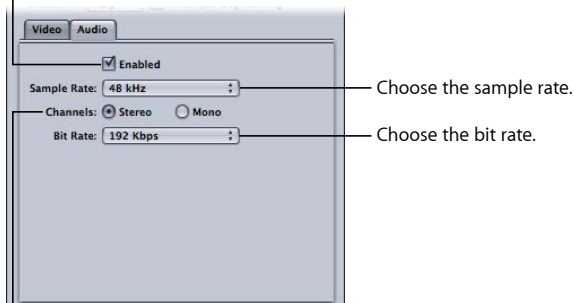 Video Audio
Enabled
Sample Rate: 48 kHz
Choose the sample rate.
Channels: Stereo Mono
Bit Rate: 192 Kbps
Choose the bit rate.